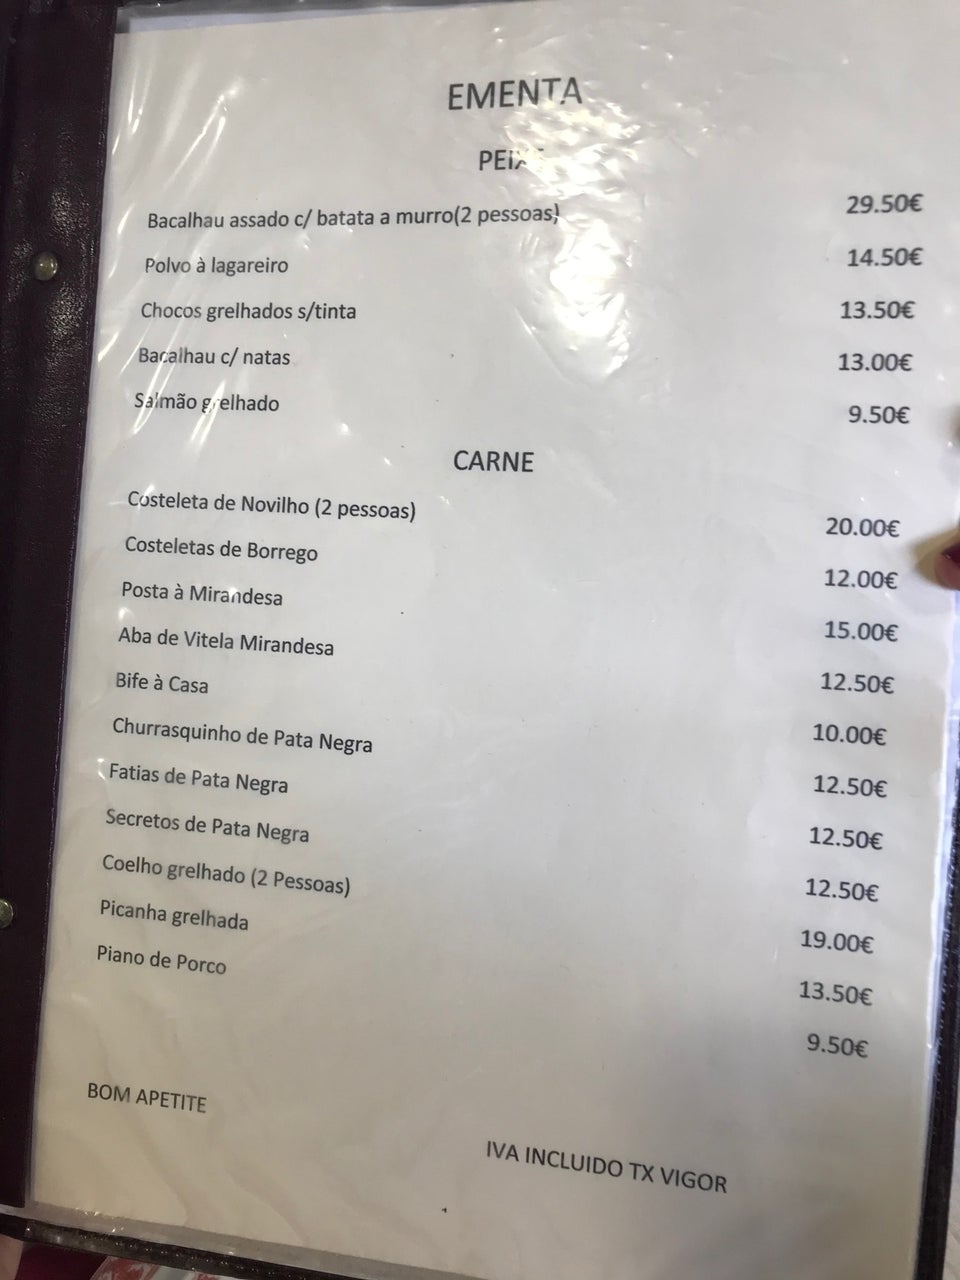 EMENTA
PEIXE
Bacalhau assado c/ batata a murro(2 pessoas) 29.50€
Polvo à lagareiro 14.50€
Chocos grelhados s/tinta 13.50€
Bacalhau c/ natas 13.00€
Salmão grelhado 9.50€
CARNE
Costeleta de Novilho (2 pessoas) 20.00€
Costeletas de Borrego 12.00€
Posta à Mirandesa 15.00€
Aba de Vitela Mirandesa 12.50€
Bife à Casa 10.00€
Churrasquinho de Pata Negra 12.50€
Fatias de Pata Negra 12.50€
Secretos de Pata Negra 12.50€
Coelho grelhado (2 Pessoas) 19.00€
Picanha grelhada 13.50€
Piano de Porco 9.50€
BOM APETITE
IVA INCLUIDO TX VIGOR